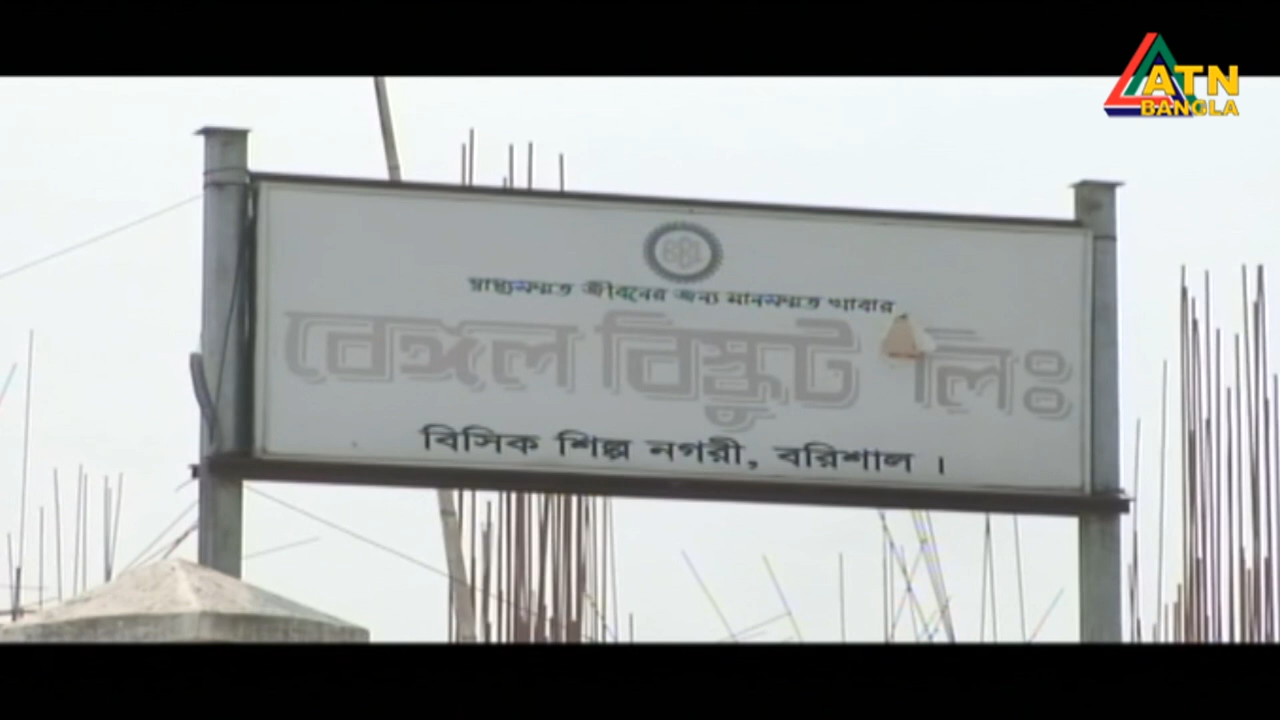 ATN
BANGLA
স্বাস্থ্যসম্মত জীবনের জন্য মানসম্মত খাবার
বেঙ্গল বিস্কুট লিঃ
বিসিক শিল্প নগরী, বরিশাল ।